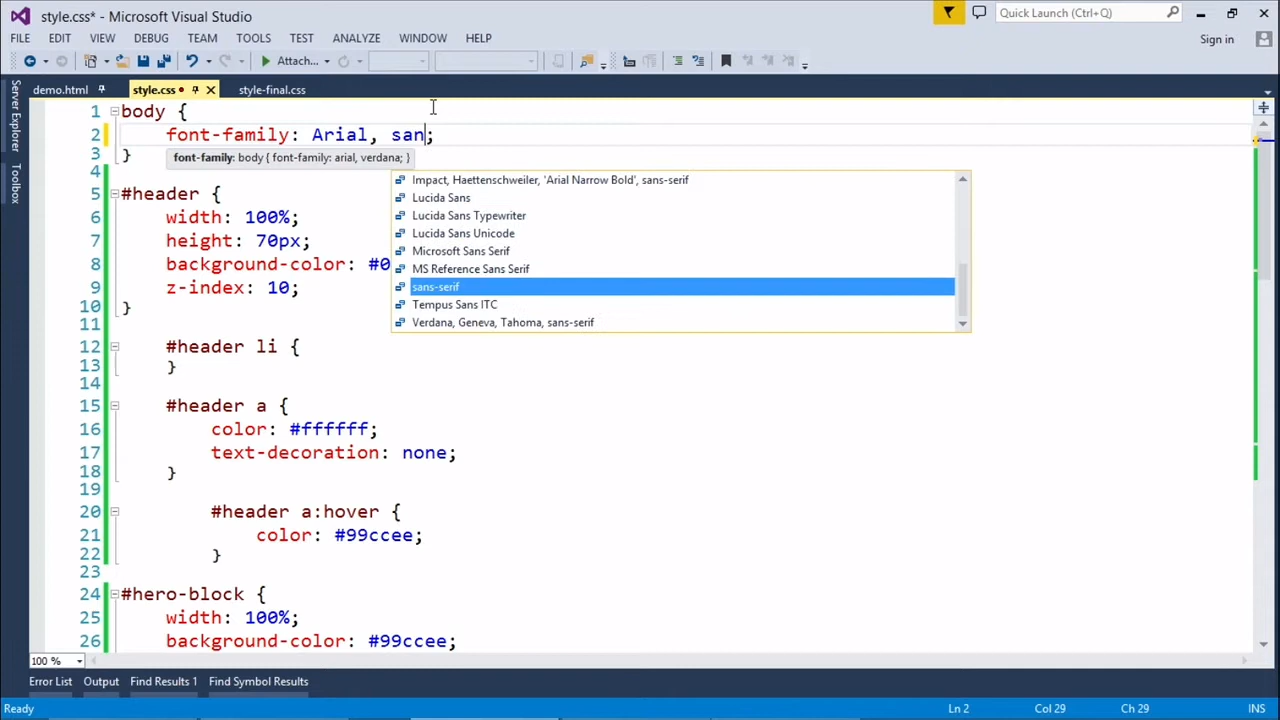 style.css* - Microsoft Visual Studio
Quick Launch (Ctrl+Q)
FILE EDIT VIEW DEBUG TEAM TOOLS TEST ANALYZE WINDOW HELP
Sign in
Attach...
Server Explorer
Toolbox
demo.html style.css style-final.css
1 body {
2 font-family: Arial, san;
3 }
font-family: body { font-family: arial, verdana; }
4
5 #header {
6 width: 100%;
7 height: 70px;
8 background-color: #0
9 z-index: 10;
10 }
Impact, Haettenschweiler, 'Arial Narrow Bold', sans-serif
Lucida Sans
Lucida Sans Typewriter
Lucida Sans Unicode
Microsoft Sans Serif
MS Reference Sans Serif
sans-serif
Tempus Sans ITC
Verdana, Geneva, Tahoma, sans-serif
11
12 #header li {
13 }
14
15 #header a {
16 color: #ffffff;
17 text-decoration: none;
18 }
19
20 #header a:hover {
21 color: #99ccee;
22 }
23
24 #hero-block {
25 width: 100%;
26 background-color: #99ccee;
100 %
Error List Output Find Results 1 Find Symbol Results
Ready Ln 2 Col 29 Ch 29 INS